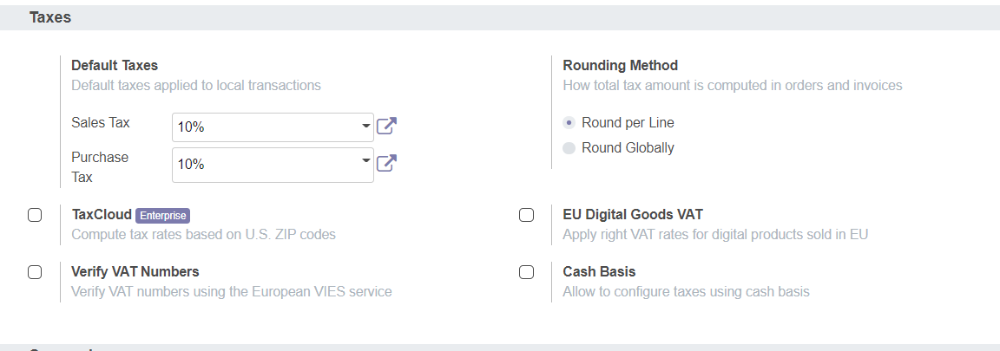 Taxes
Default Taxes
Default taxes applied to local transactions
Sales Tax
10%
Purchase
Tax
10%
Rounding Method
How total tax amount is computed in orders and invoices
Round per Line
Round Globally
TaxCloud Enterprise
Compute tax rates based on U.S. ZIP codes
EU Digital Goods VAT
Apply right VAT rates for digital products sold in EU
Verify VAT Numbers
Verify VAT numbers using the European VIES service
Cash Basis
Allow to configure taxes using cash basis